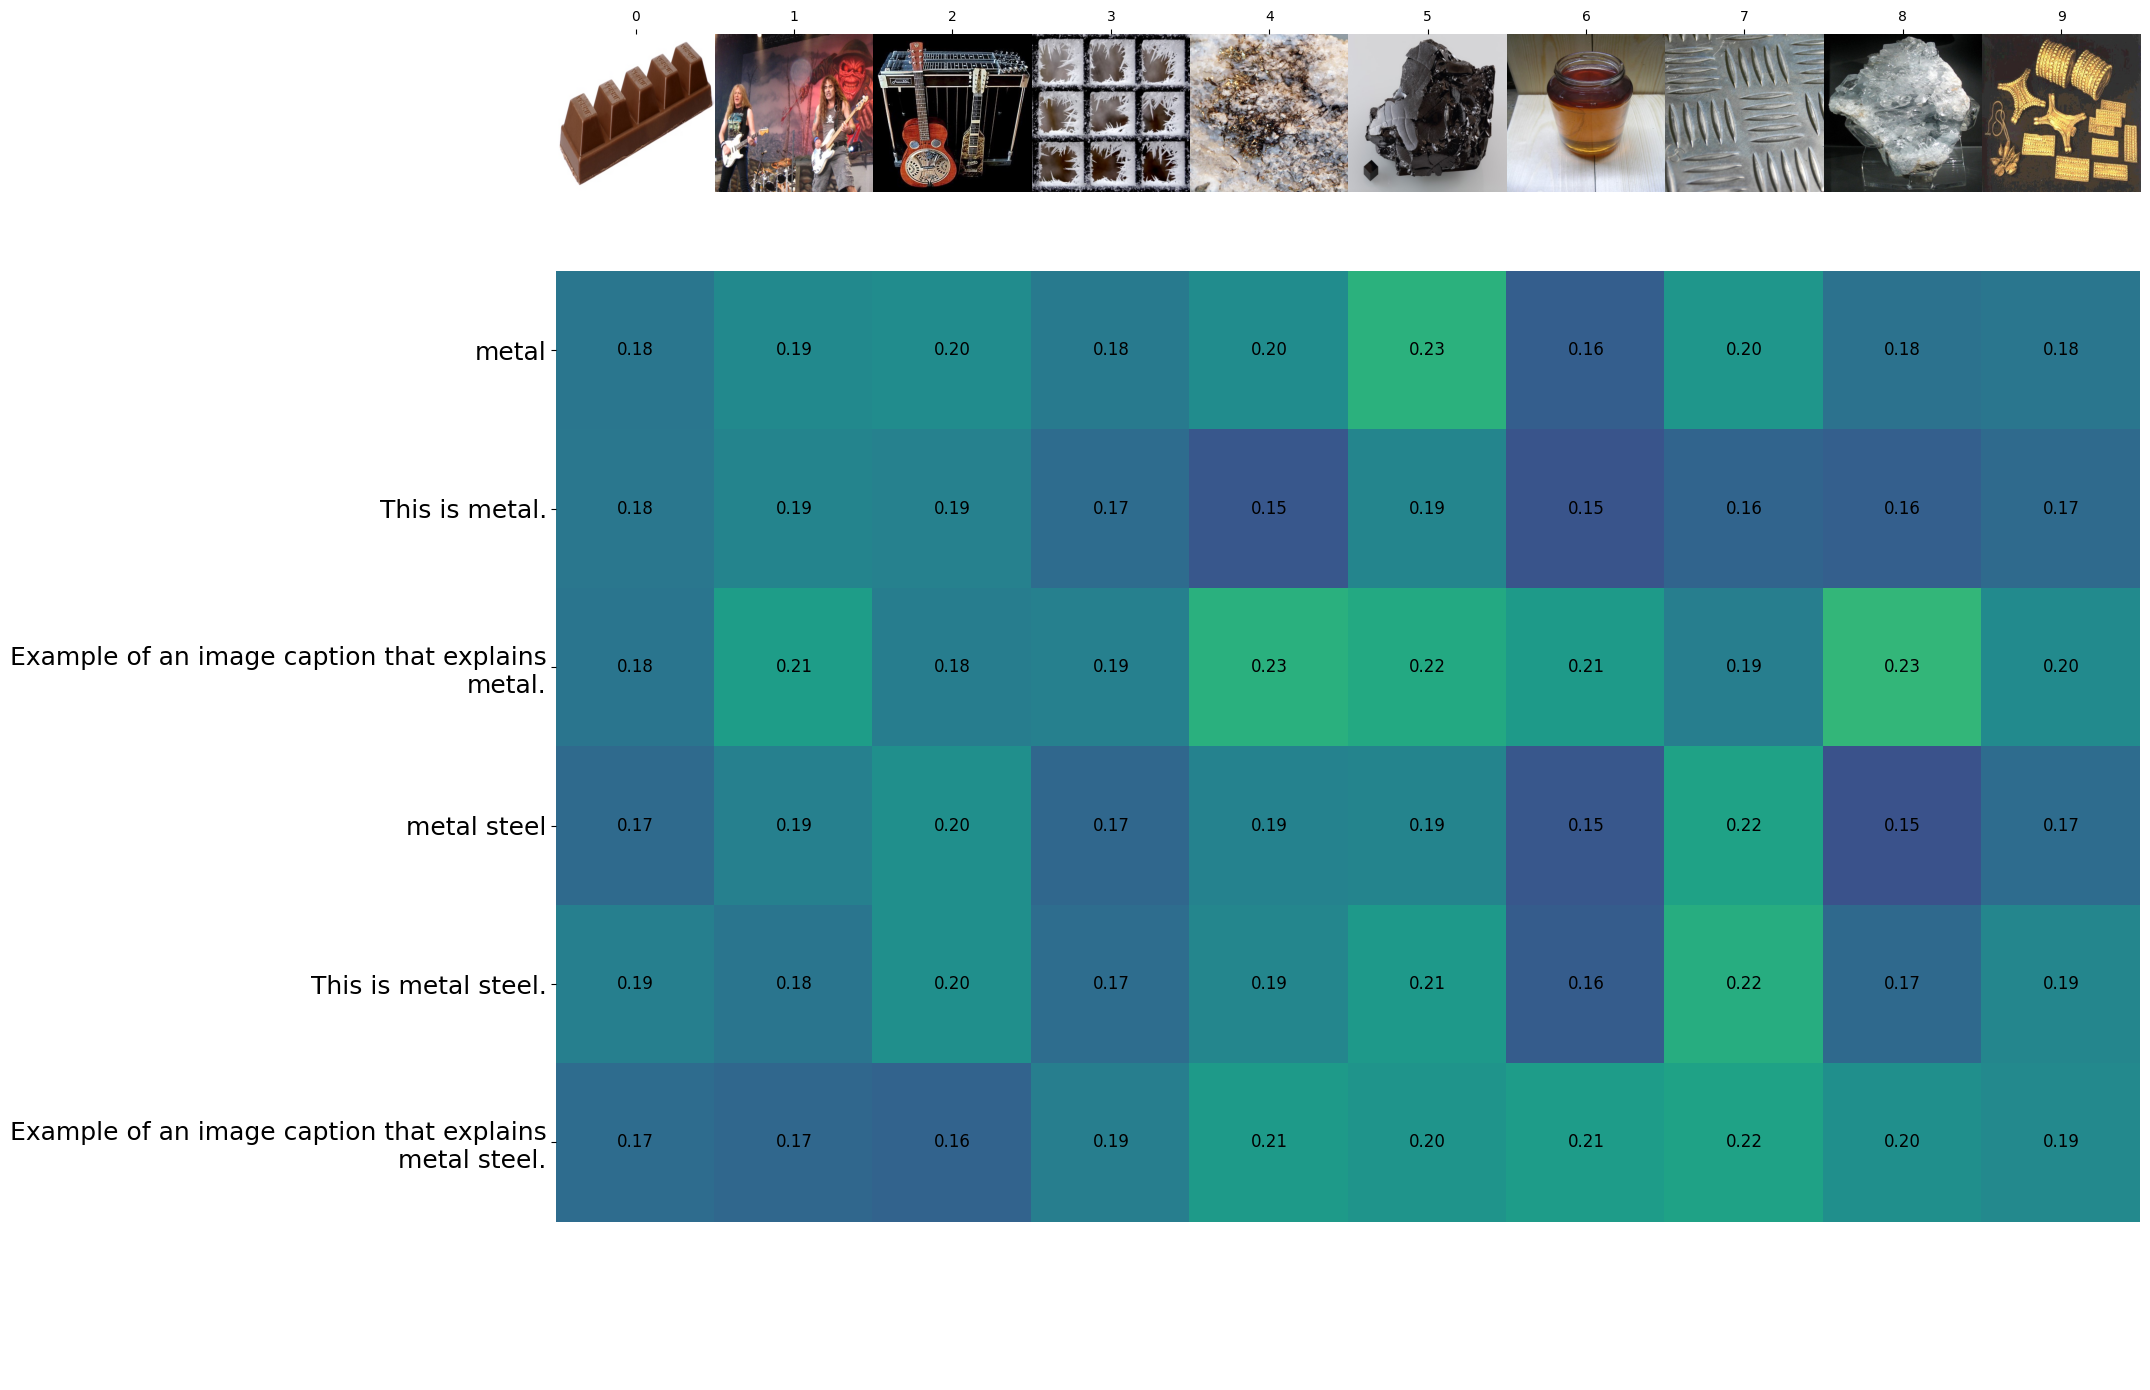 0 1 2 3 4 5 6 7 8 9
metal 0.18 0.19 0.20 0.18 0.20 0.23 0.16 0.20 0.18 0.18
This is metal. 0.18 0.19 0.19 0.17 0.15 0.19 0.15 0.16 0.16 0.17
Example of an image caption that explains
metal. 0.18 0.21 0.18 0.19 0.23 0.22 0.21 0.19 0.23 0.20
metal steel 0.17 0.19 0.20 0.17 0.19 0.19 0.15 0.22 0.15 0.17
This is metal steel. 0.19 0.18 0.20 0.17 0.19 0.21 0.16 0.22 0.17 0.19
Example of an image caption that explains
metal steel. 0.17 0.17 0.16 0.19 0.21 0.20 0.21 0.22 0.20 0.19